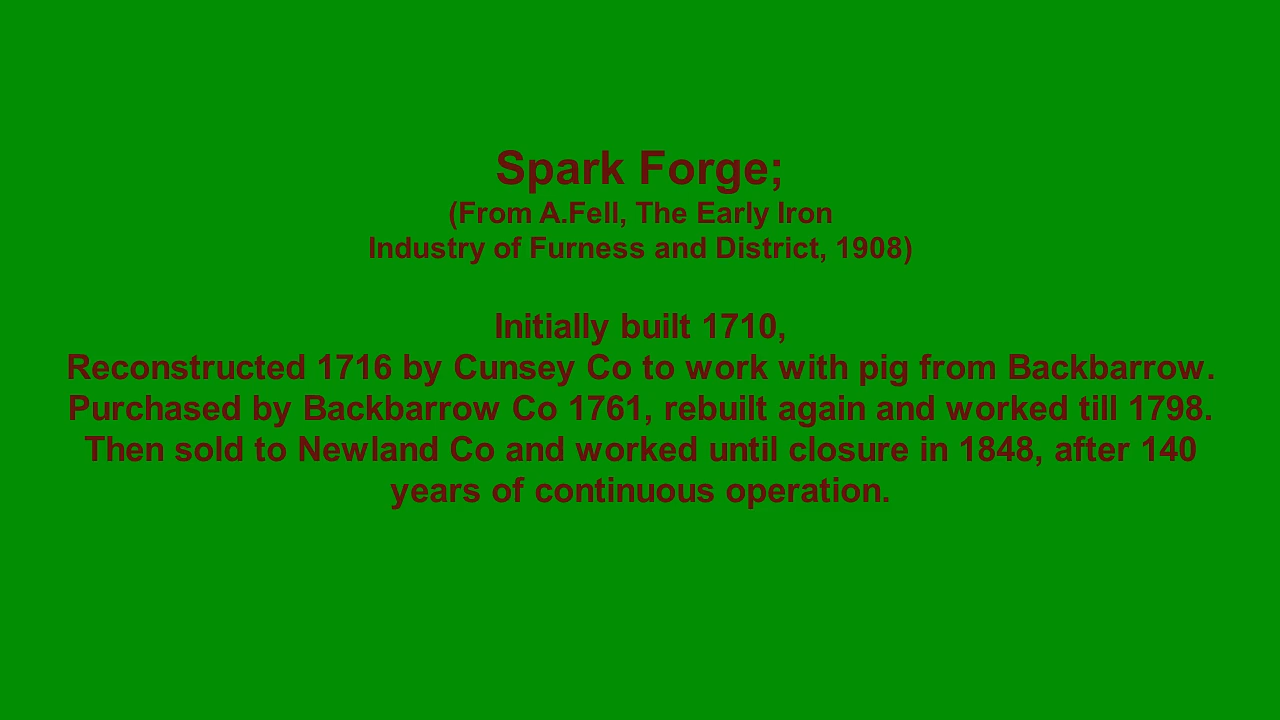 Spark Forge;
(From A.Fell, The Early Iron
Industry of Furness and District, 1908)
Initially built 1710,
Reconstructed 1716 by Cunsey Co to work with pig from Backbarrow.
Purchased by Backbarrow Co 1761, rebuilt again and worked till 1798.
Then sold to Newland Co and worked until closure in 1848, after 140
years of continuous operation.